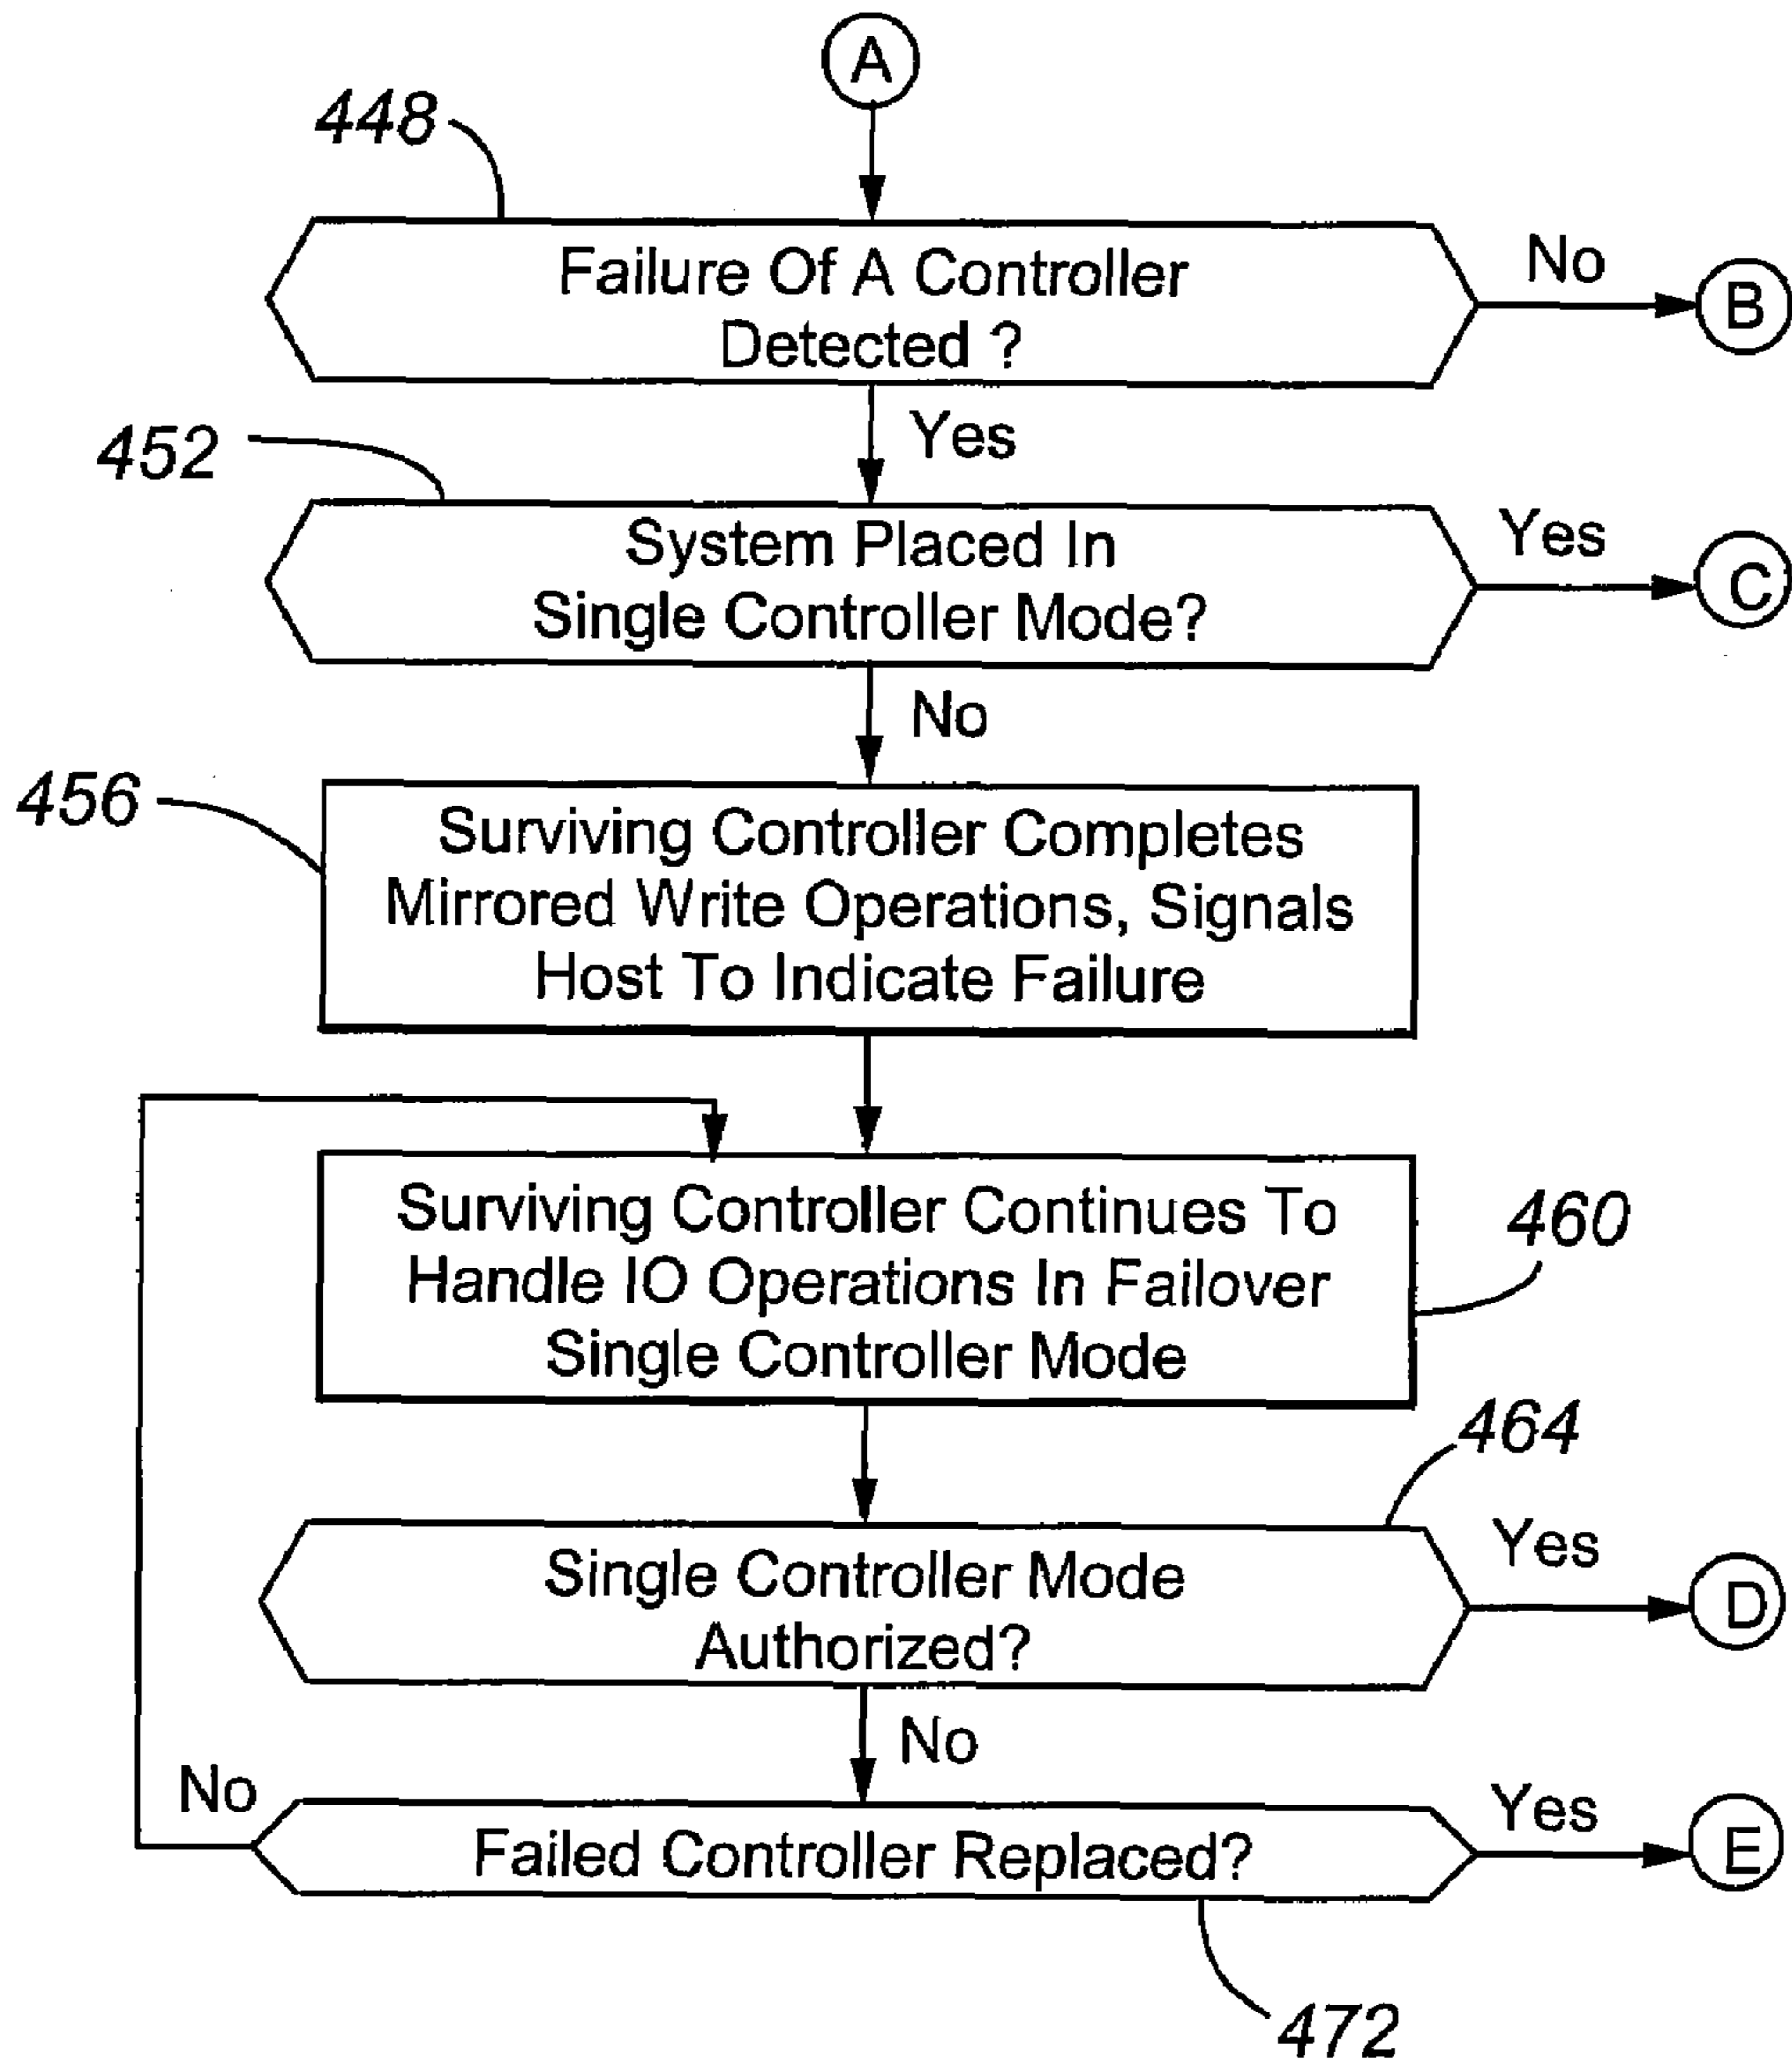 A
448
Failure Of A Controller
Detected ?
No
B
Yes
452
System Placed In
Single Controller Mode?
Yes
C
No
456
Surviving Controller Completes
Mirrored Write Operations, Signals
Host To Indicate Failure
Surviving Controller Continues To
Handle IO Operations In Failover
Single Controller Mode
460
464
Single Controller Mode
Authorized?
Yes
D
No
No
Failed Controller Replaced?
Yes
E
472